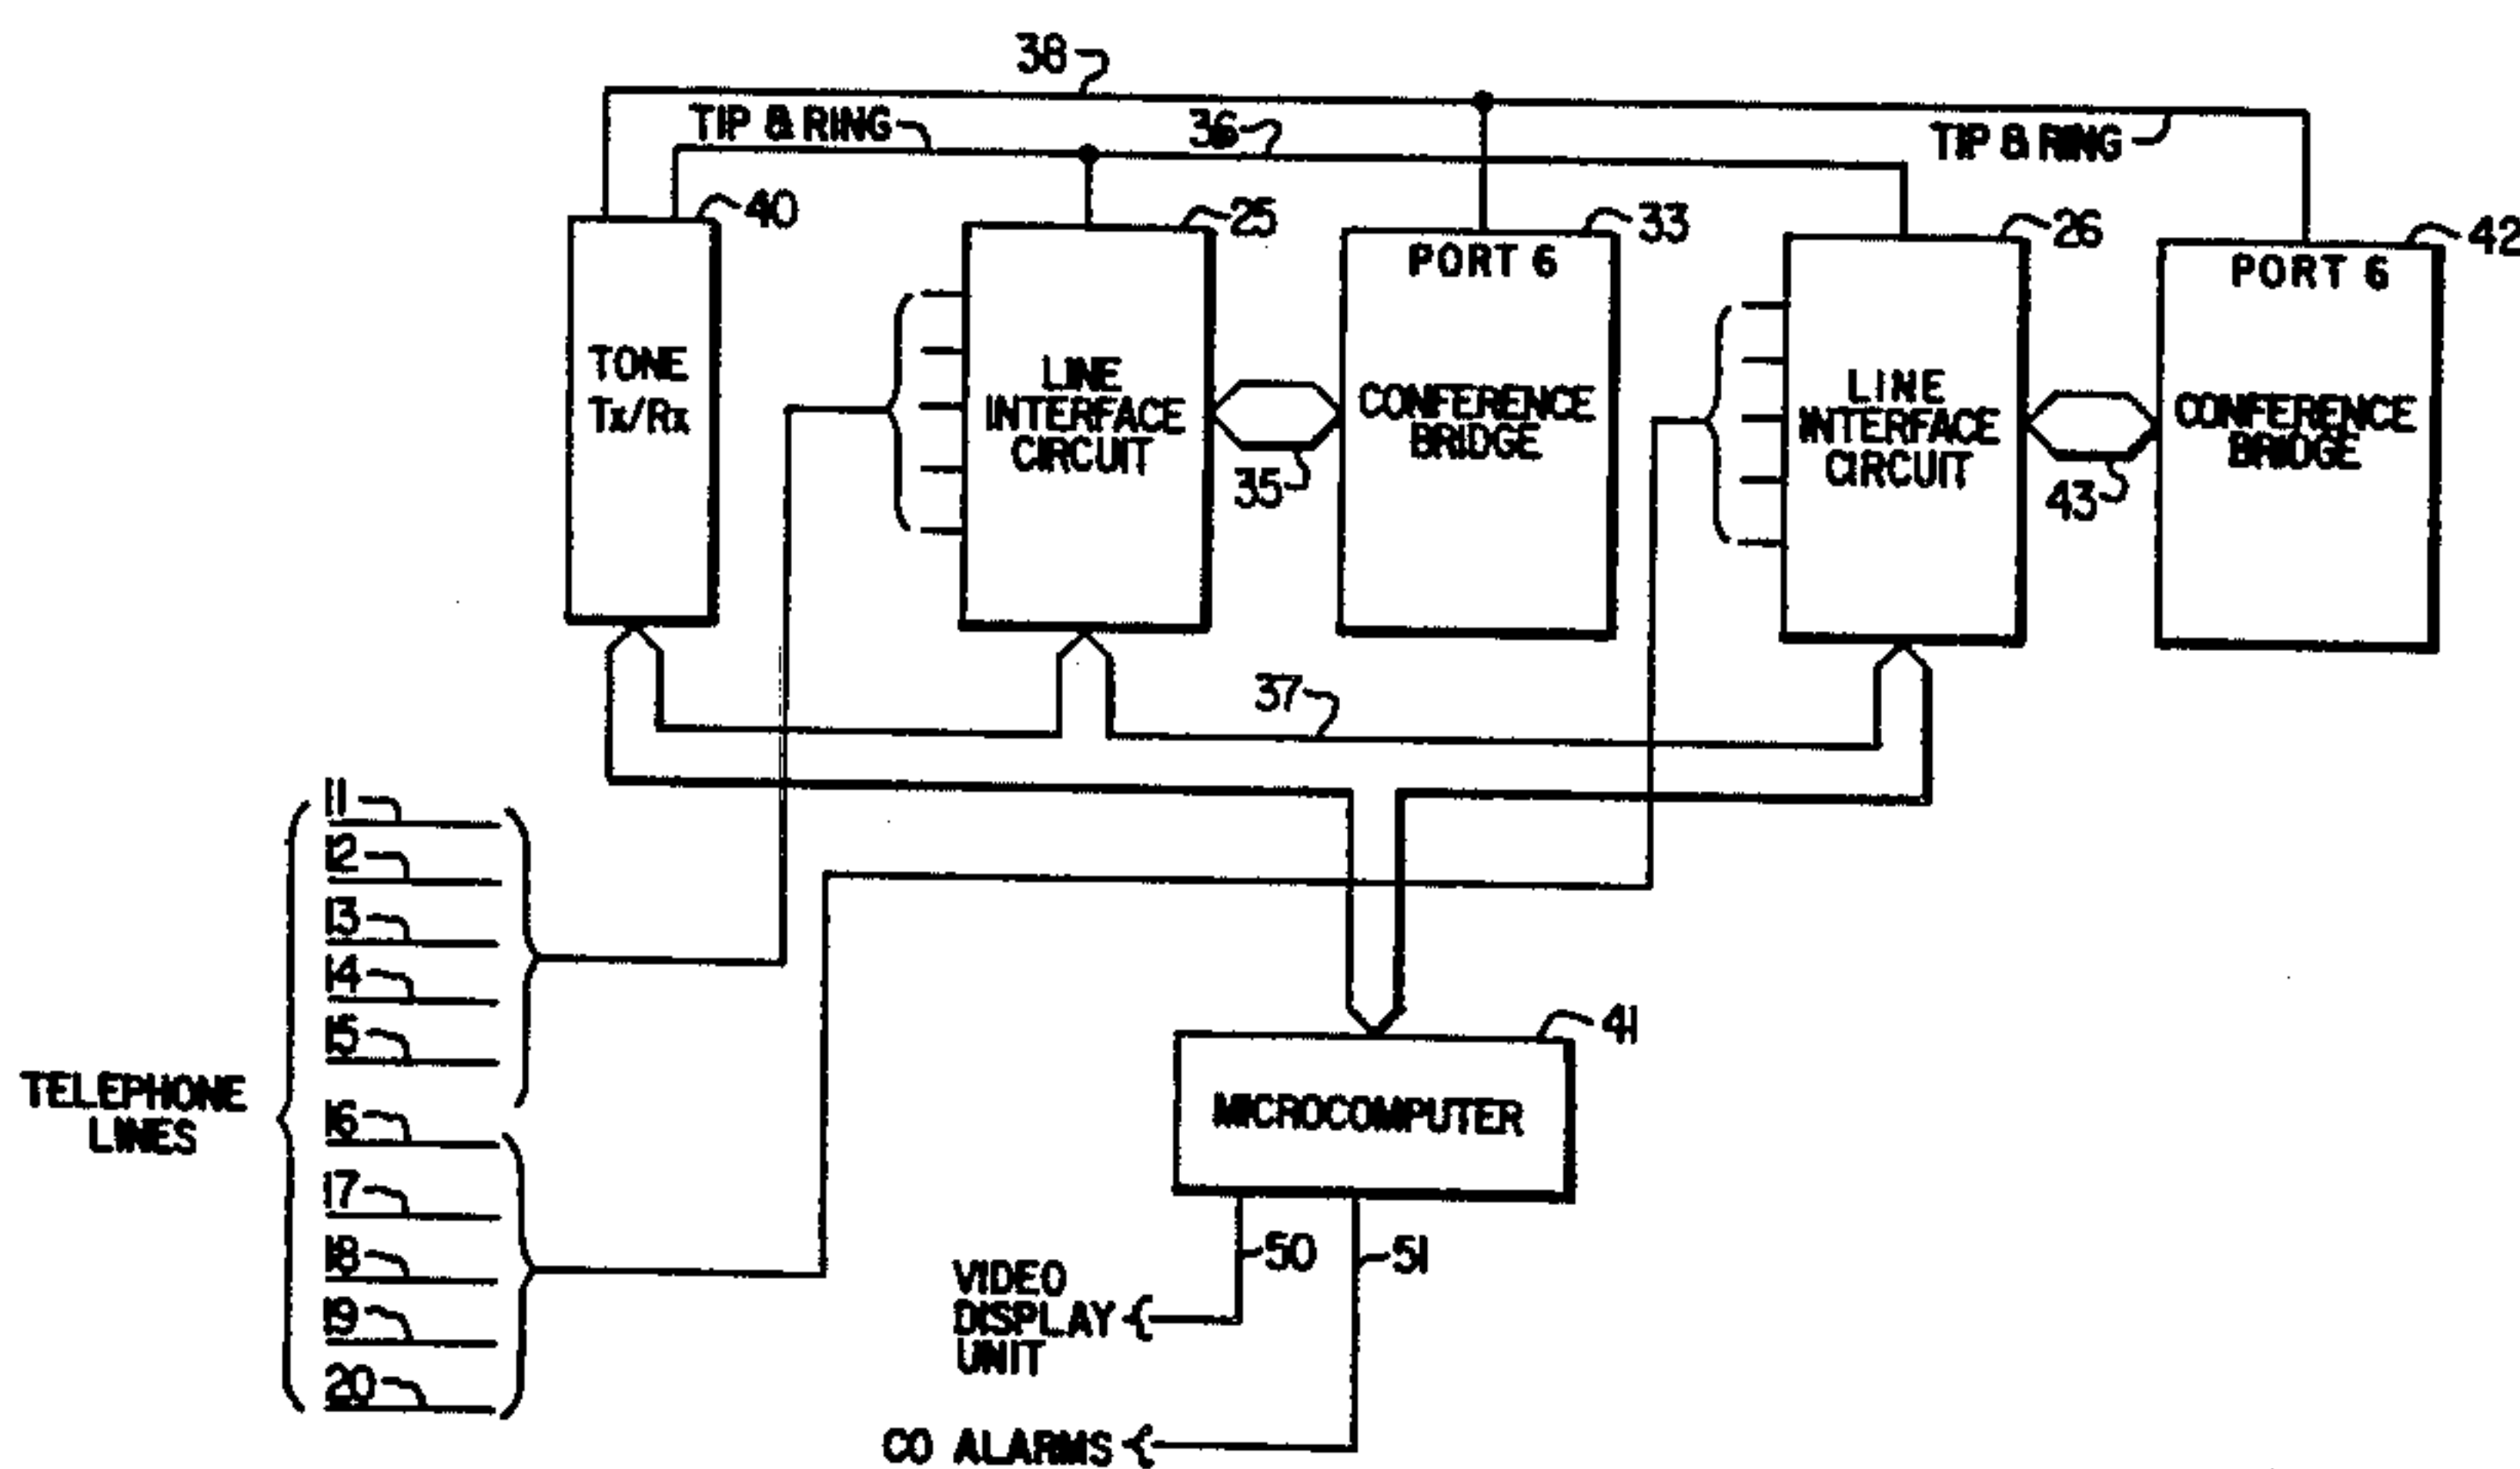 38
TIP & RING
36
TIP & RING
40
25
33
26
42
PORT 6
PORT 6
TONE
Tx/Rx
LINE
INTERFACE
CIRCUIT
CONFERENCE
BRIDGE
LINE
INTERFACE
CIRCUIT
CONFERENCE
BRIDGE
35
43
37
11
12
13
14
15
16
17
18
19
20
TELEPHONE
LINES
41
MICROCOMPUTER
50
51
VIDEO
DISPLAY
UNIT
CO ALARMS